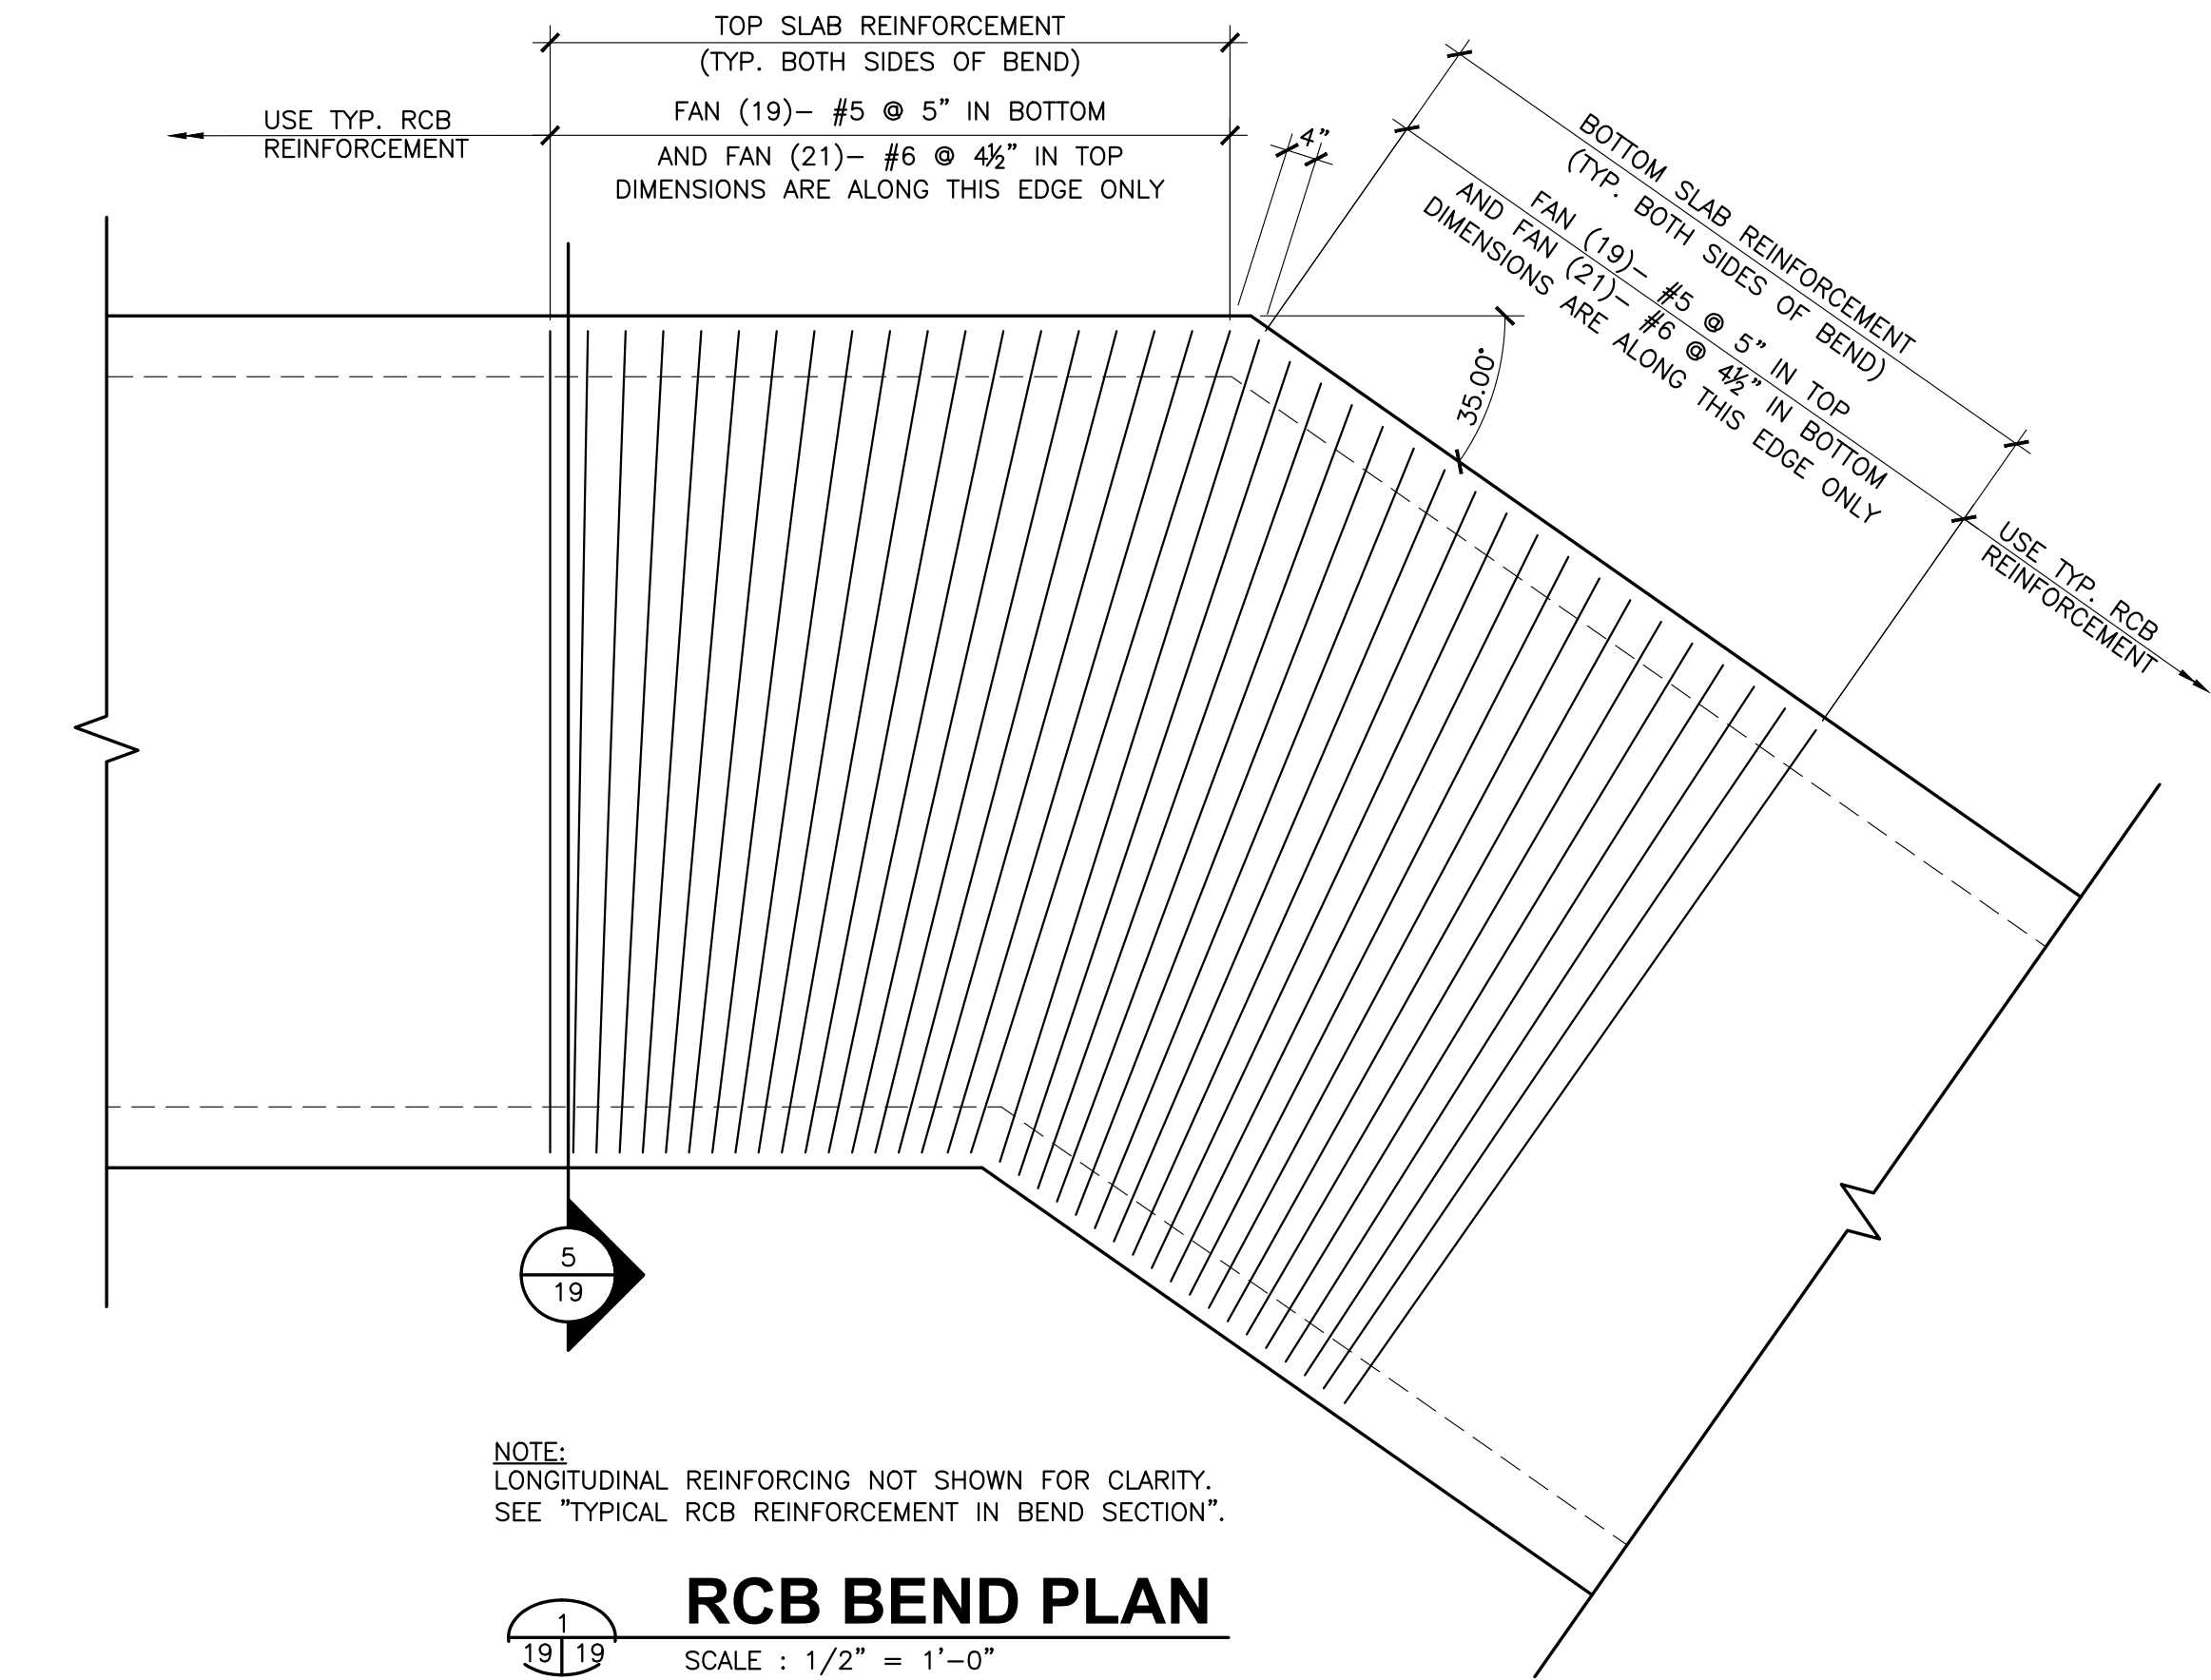 TOP SLAB REINFORCEMENT
(TYP. BOTH SIDES OF BEND)
FAN (19)– #5 @ 5” IN BOTTOM
AND FAN (21)– #6 @ 4½” IN TOP
DIMENSIONS ARE ALONG THIS EDGE ONLY
USE TYP. RCB
REINFORCEMENT
4”
BOTTOM SLAB REINFORCEMENT
(TYP. BOTH SIDES OF BEND)
FAN (19)– #5 @ 5” IN TOP
AND FAN (21)– #6 @ 4½” IN BOTTOM
DIMENSIONS ARE ALONG THIS EDGE ONLY
35.00°
USE TYP. RCB
REINFORCEMENT
5
19
NOTE:
LONGITUDINAL REINFORCING NOT SHOWN FOR CLARITY.
SEE ”TYPICAL RCB REINFORCEMENT IN BEND SECTION”.
1
19 19
RCB BEND PLAN
SCALE : 1/2” = 1’–0”